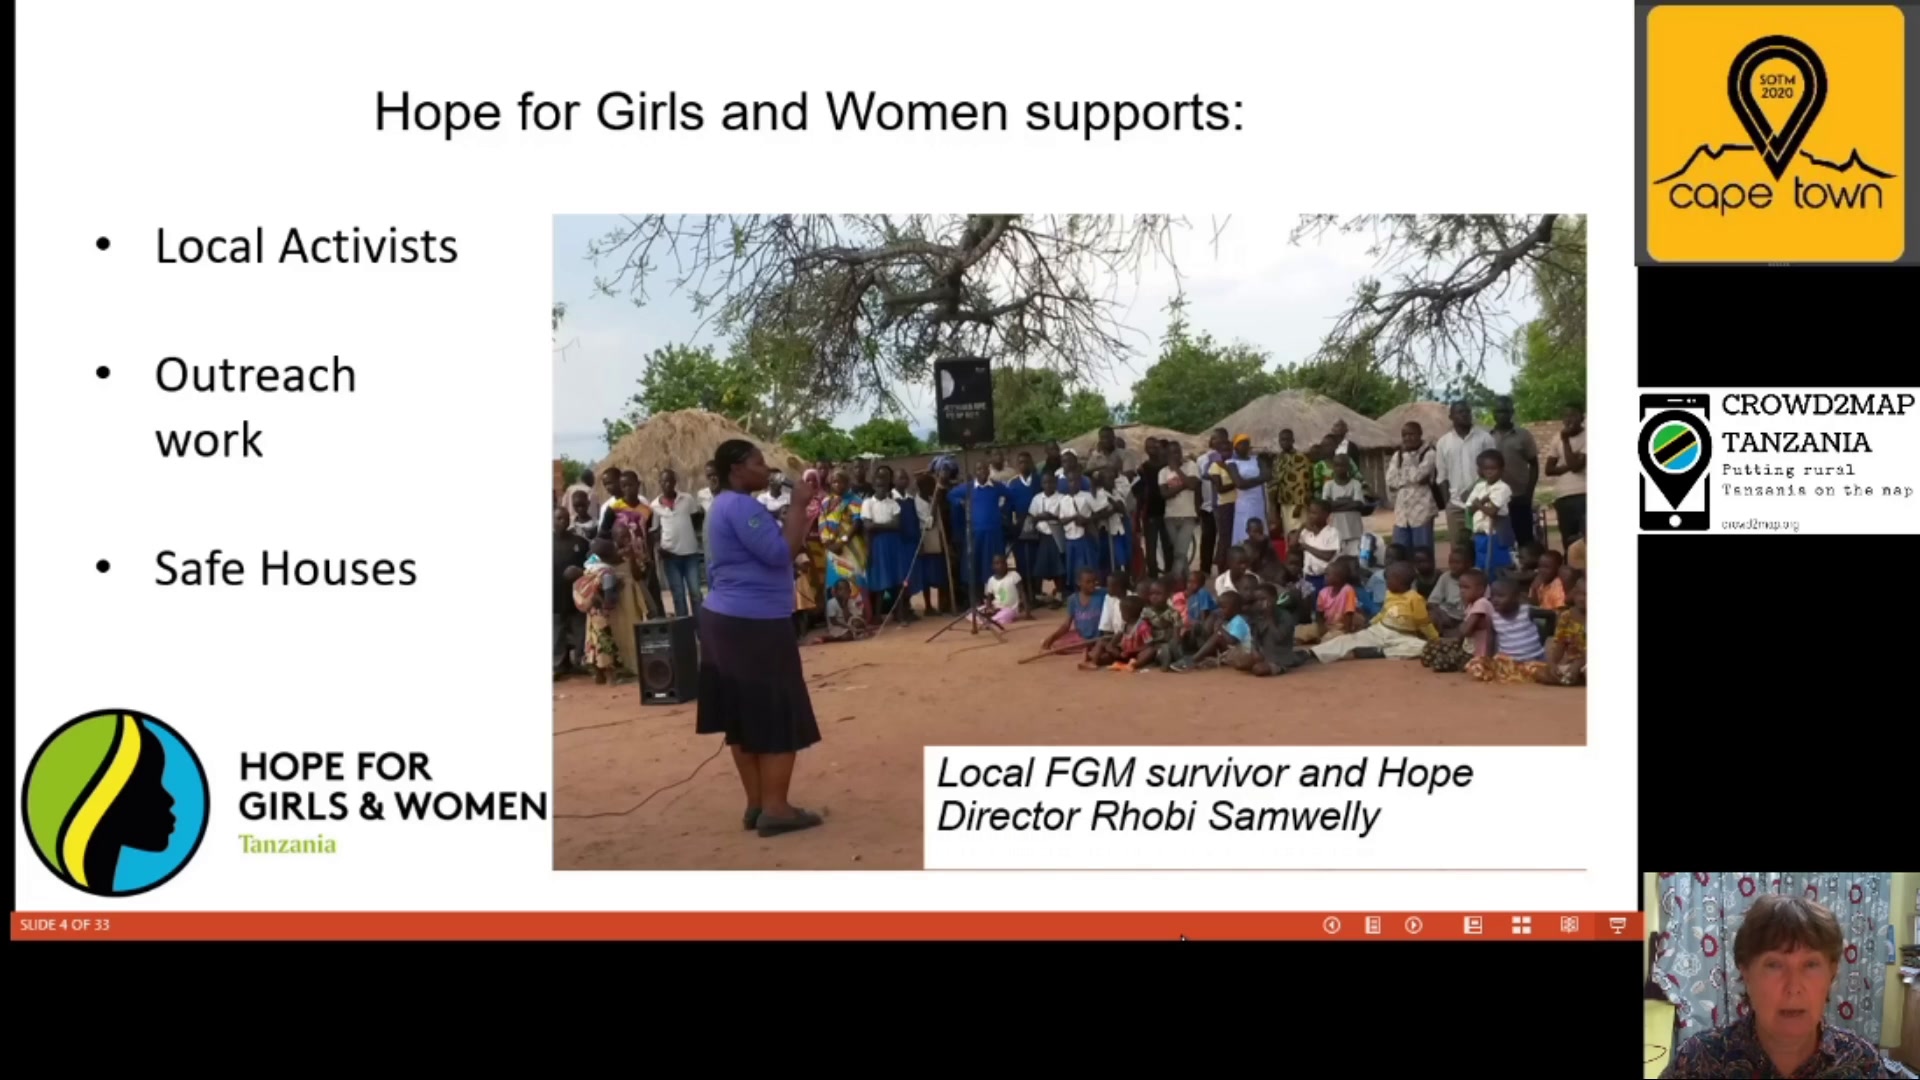 Hope for Girls and Women supports:
• Local Activists
• Outreach
work
• Safe Houses
HOPE FOR
GIRLS & WOMEN
Tanzania
Local FGM survivor and Hope
Director Rhobi Samwelly
SLIDE 4 OF 33
SOTM
2020
cape town
CROWD2MAP
TANZANIA
Putting rural
Tanzania on the map
crowd2map.org